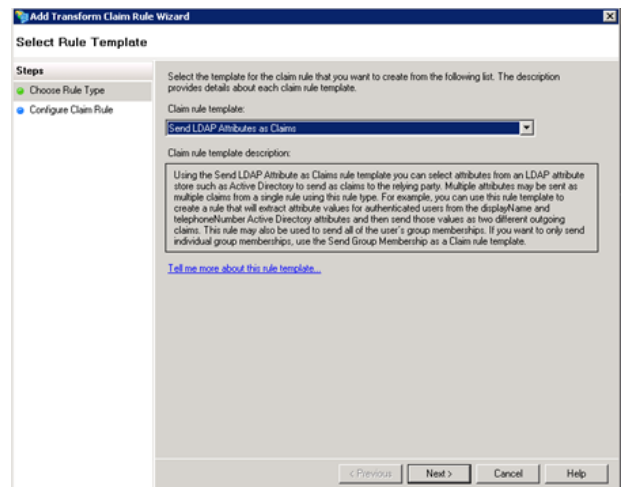 Add Transform Claim Rule Wizard
Select Rule Template
Steps
Choose Rule Type
Configure Claim Rule
Select the template for the claim rule that you want to create from the following list. The description
provides details about each claim rule template.
Claim rule template:
Send LDAP Attributes as Claims
Claim rule template description:
Using the Send LDAP Attribute as Claims rule template you can select attributes from an LDAP attribute
store such as Active Directory to send as claims to the relying party. Multiple attributes may be sent as
multiple claims from a single rule using this rule type. For example, you can use this rule template to
create a rule that will extract attribute values for authenticated users from the displayName and
telephoneNumber Active Directory attributes and then send those values as two different outgoing
claims. This rule may also be used to send all of the user's group memberships. If you want to only send
individual group memberships, use the Send Group Membership as a Claim rule template.
Tell me more about this rule template...
< Previous
Next >
Cancel
Help